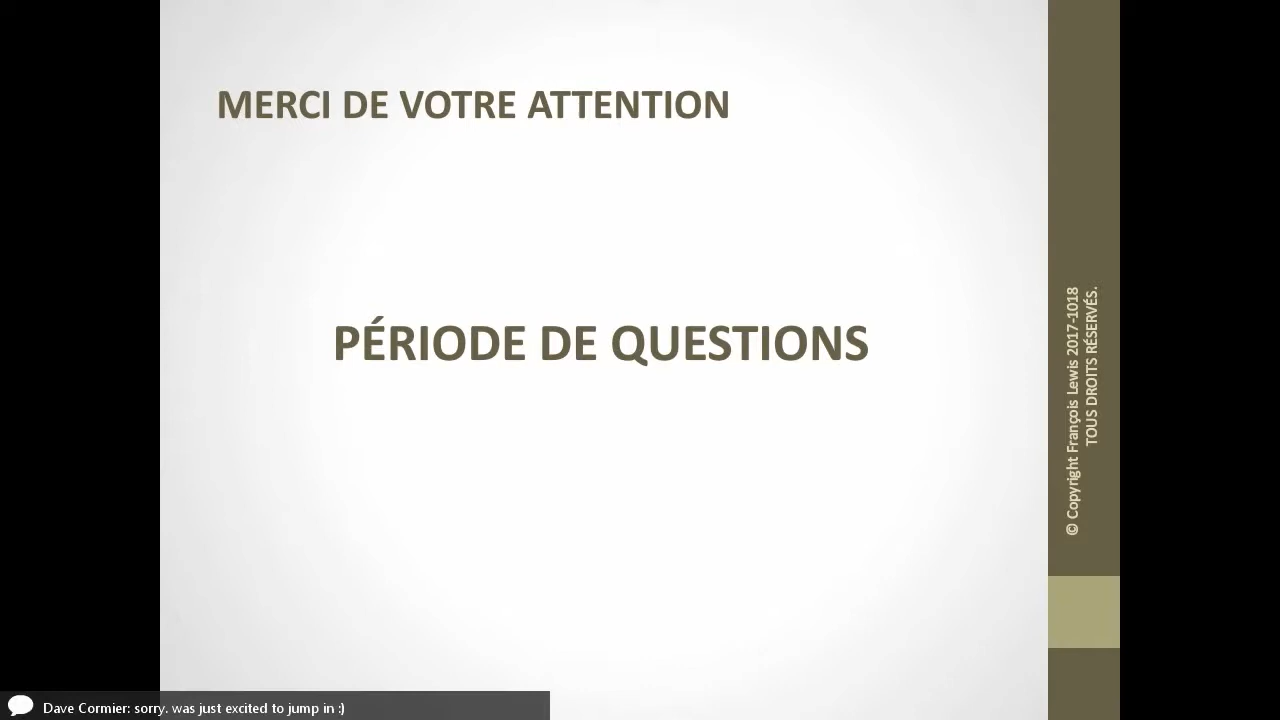 MERCI DE VOTRE ATTENTION
PÉRIODE DE QUESTIONS
© Copyright François Lewis 2017-1018
TOUS DROITS RÉSERVÉS.
Dave Cormier: sorry. was just excited to jump in :)